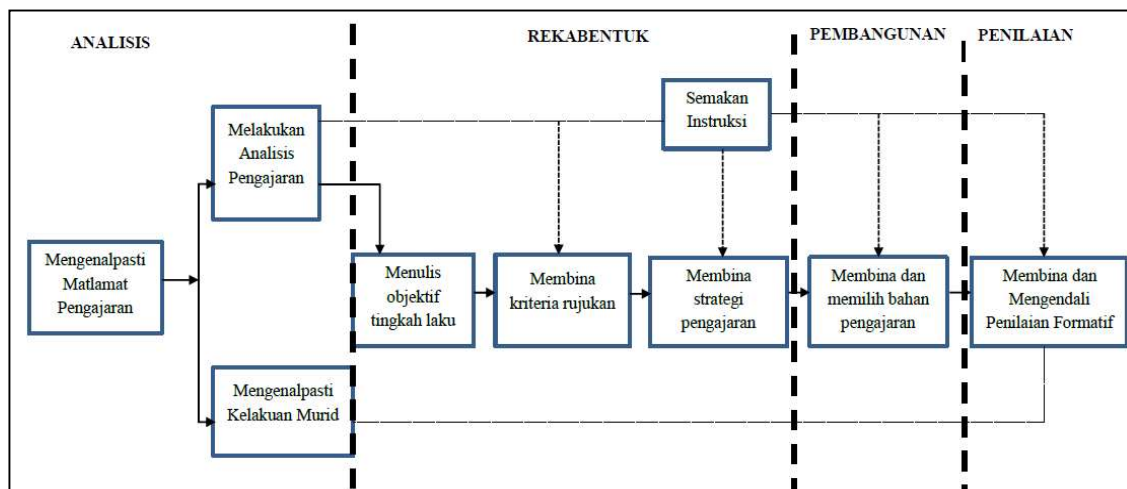 ANALISIS
REKABENTUK
PEMBANGUNAN
PENILAIAN
Melakukan
Analisis
Pengajaran
Semakan
Instruksi
Mengenalpasti
Matlamat
Pengajaran
Menulis
objektif
tingkah laku
Membina
kriteria rujukan
Membina
strategi
pengajaran
Membina dan
memilih bahan
pengajaran
Membina dan
Mengendali
Penilaian Formatif
Mengenalpasti
Kelakuan Murid